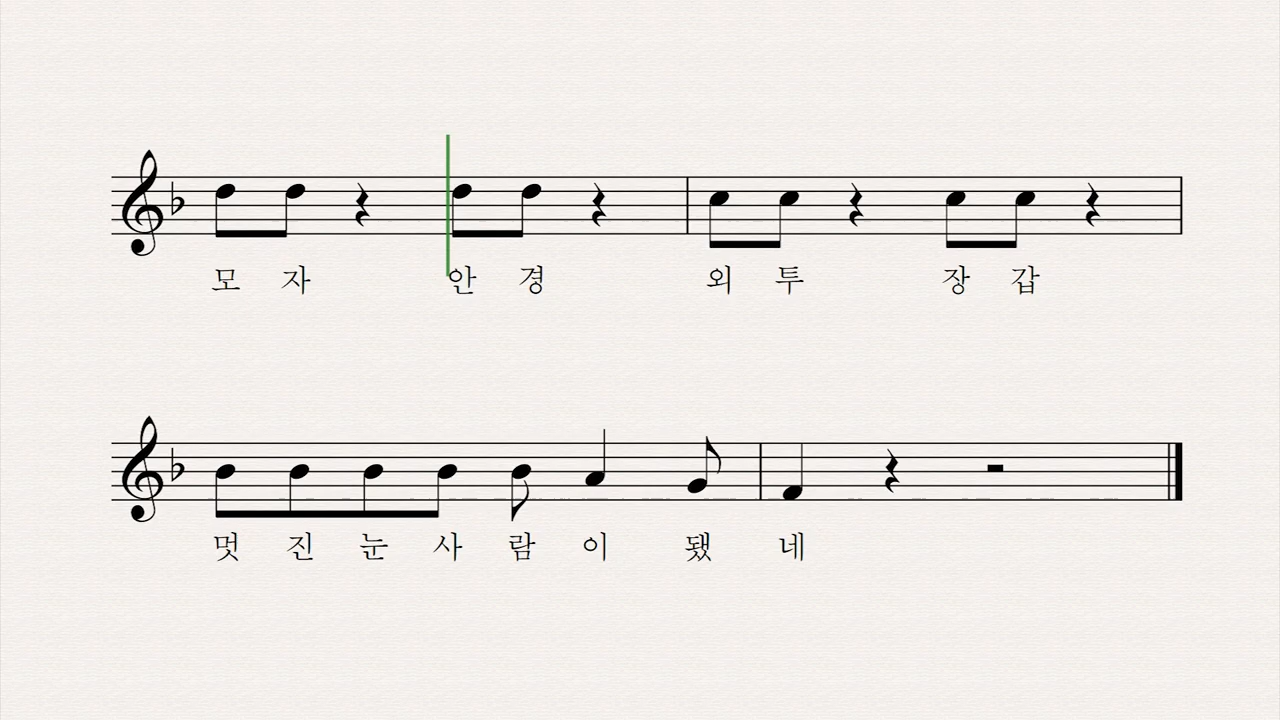 모 자 안 경 외 투 장 갑
멋 진 눈 사 람 이 됐 네